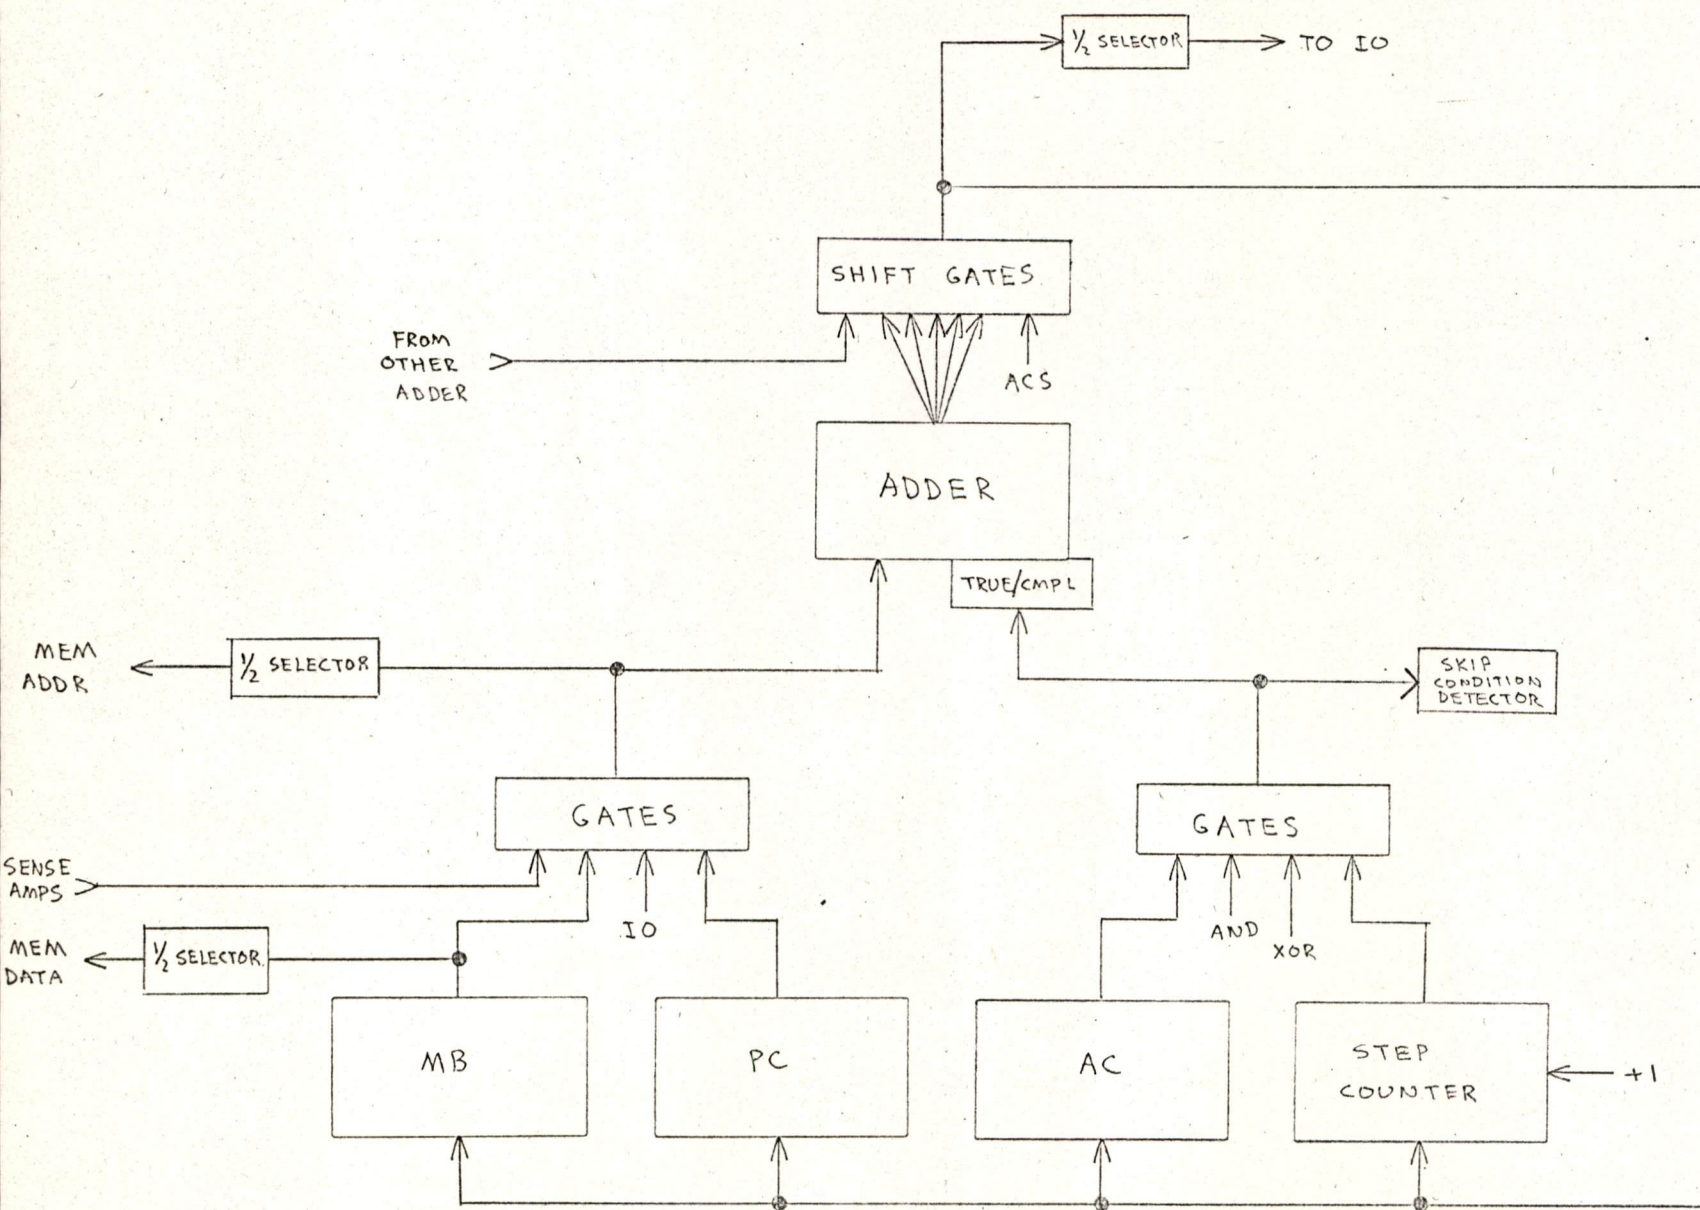 ½ SELECTOR
TO IO
SHIFT GATES
FROM
OTHER
ADDER
ACS
ADDER
TRUE/CMPL
MEM
ADDR
½ SELECTOR
SKIP
CONDITION
DETECTOR
GATES
GATES
SENSE
AMPS
IO
AND
XOR
MEM
DATA
½ SELECTOR
MB
PC
AC
STEP
COUNTER
+1